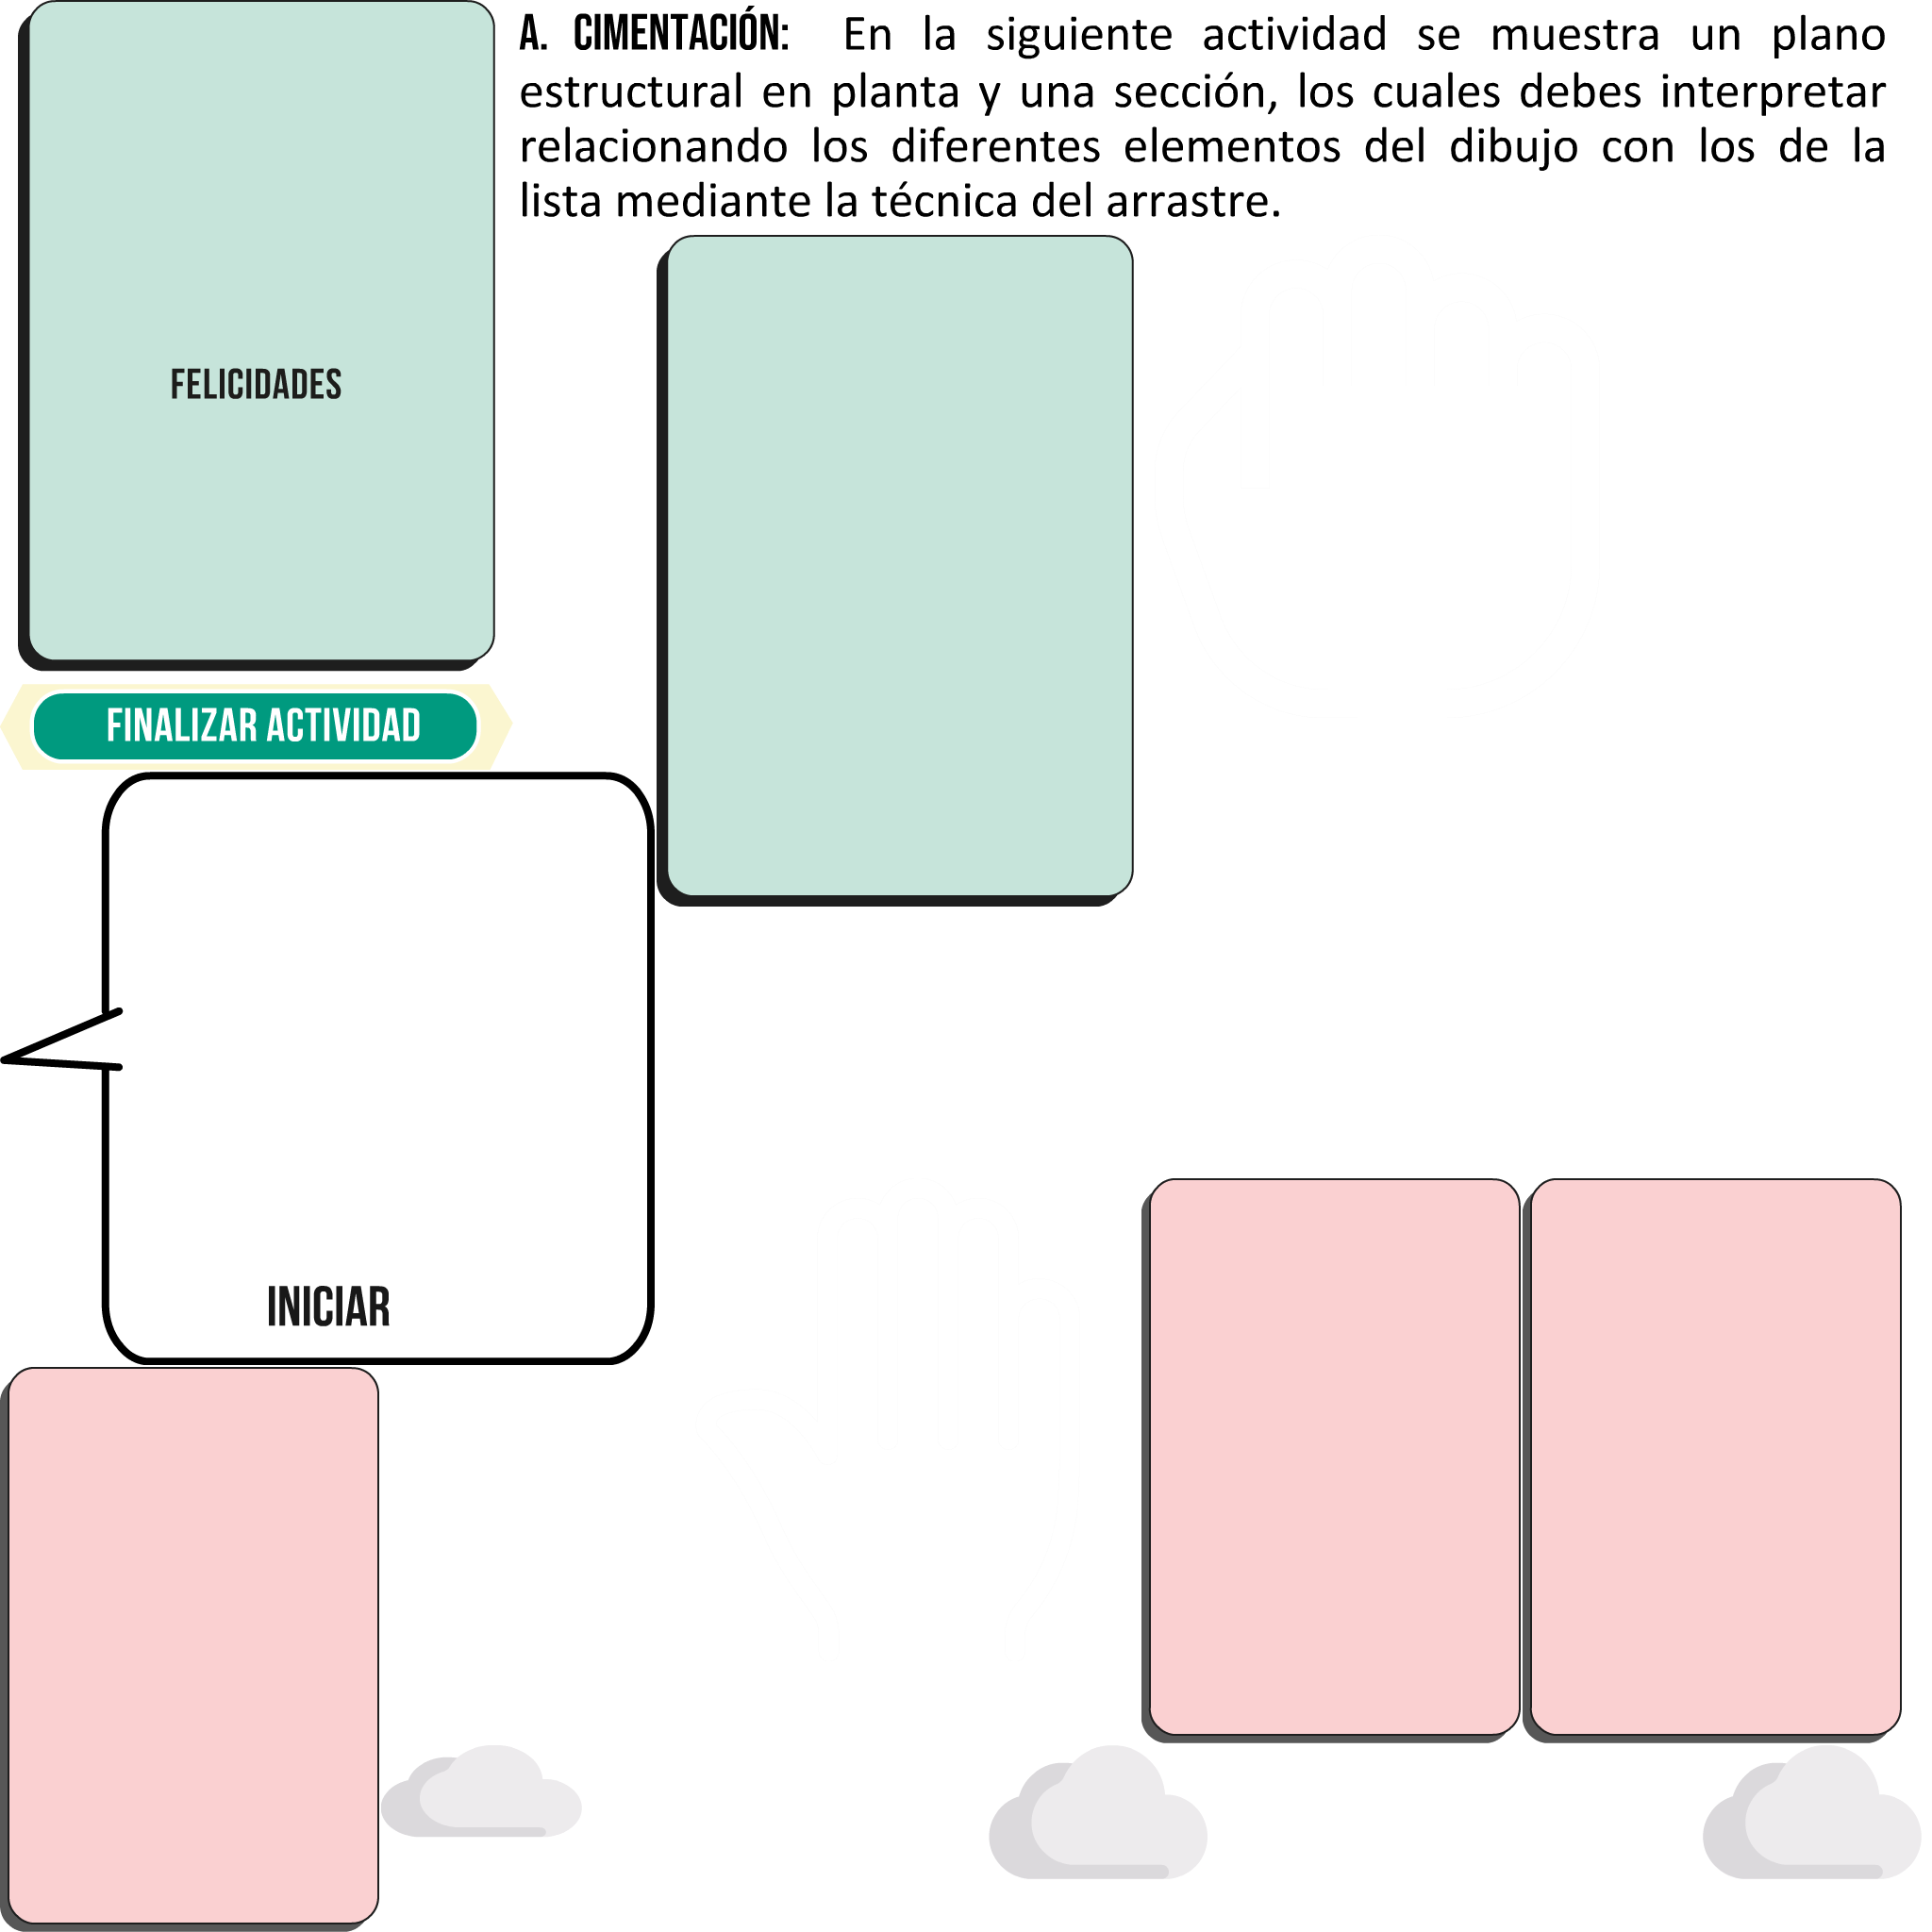 A. CIMENTACIÓN: En la siguiente actividad se muestra un plano
estructural en planta y una sección, los cuales debes interpretar
relacionando los diferentes elementos del dibujo con los de la
lista mediante la técnica del arrastre.
FELICIDADES
FINALIZAR ACTIVIDAD
INICIAR